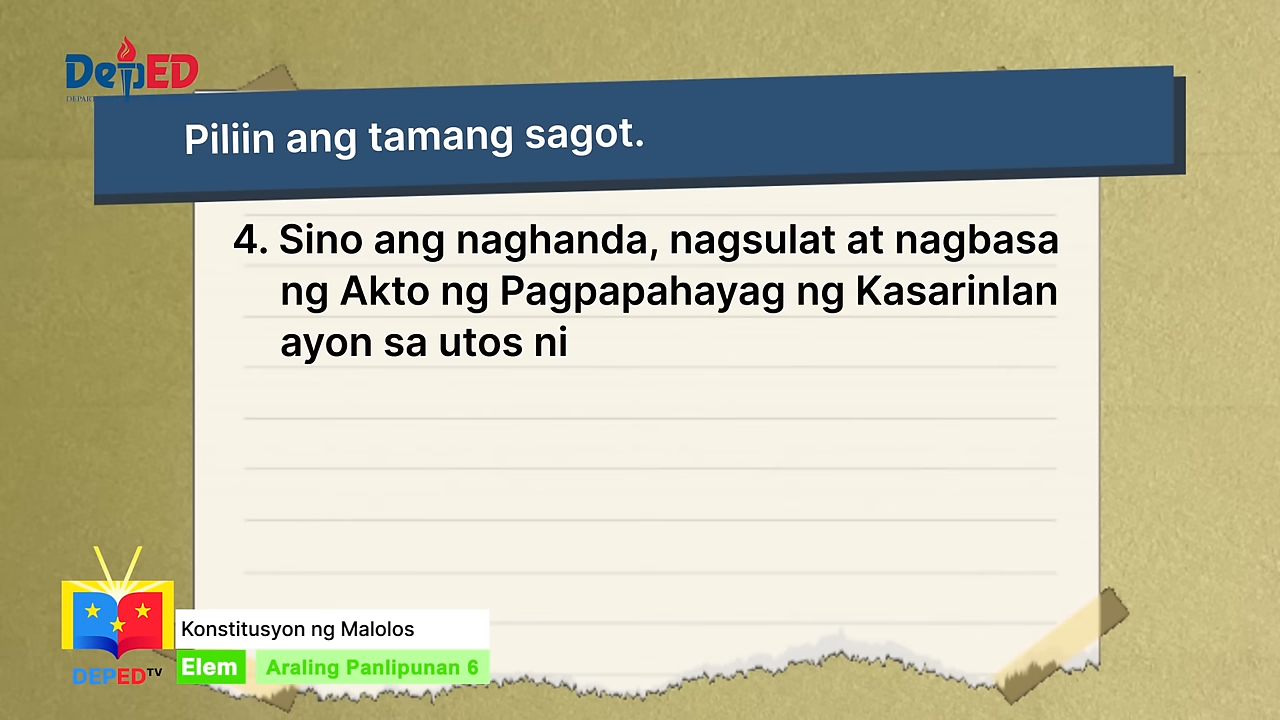 DepED
Piliin ang tamang sagot.
4. Sino ang naghanda, nagsulat at nagbasa
ng Akto ng Pagpapahayag ng Kasarinlan
ayon sa utos ni
Konstitusyon ng Malolos
Elem Araling Panlipunan 6
DEPED TV